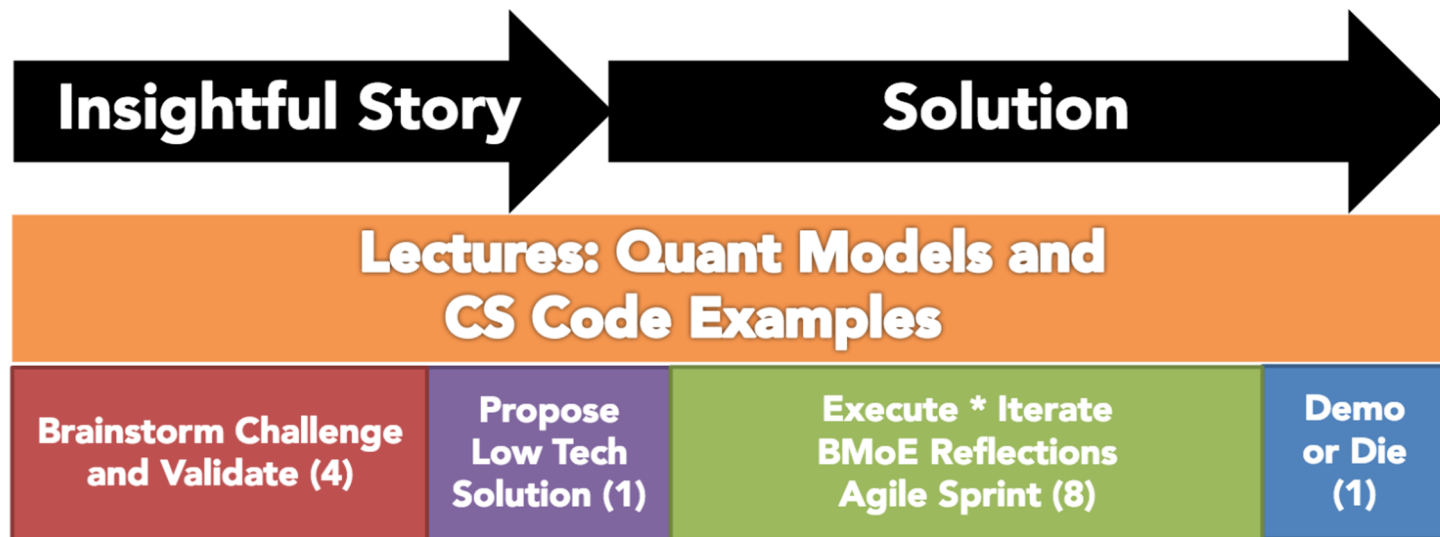 Insightful Story
Solution
Lectures: Quant Models and
CS Code Examples
Brainstorm Challenge
and Validate (4)
Propose
Low Tech
Solution (1)
Execute * Iterate
BMoE Reflections
Agile Sprint (8)
Demo
or Die
(1)